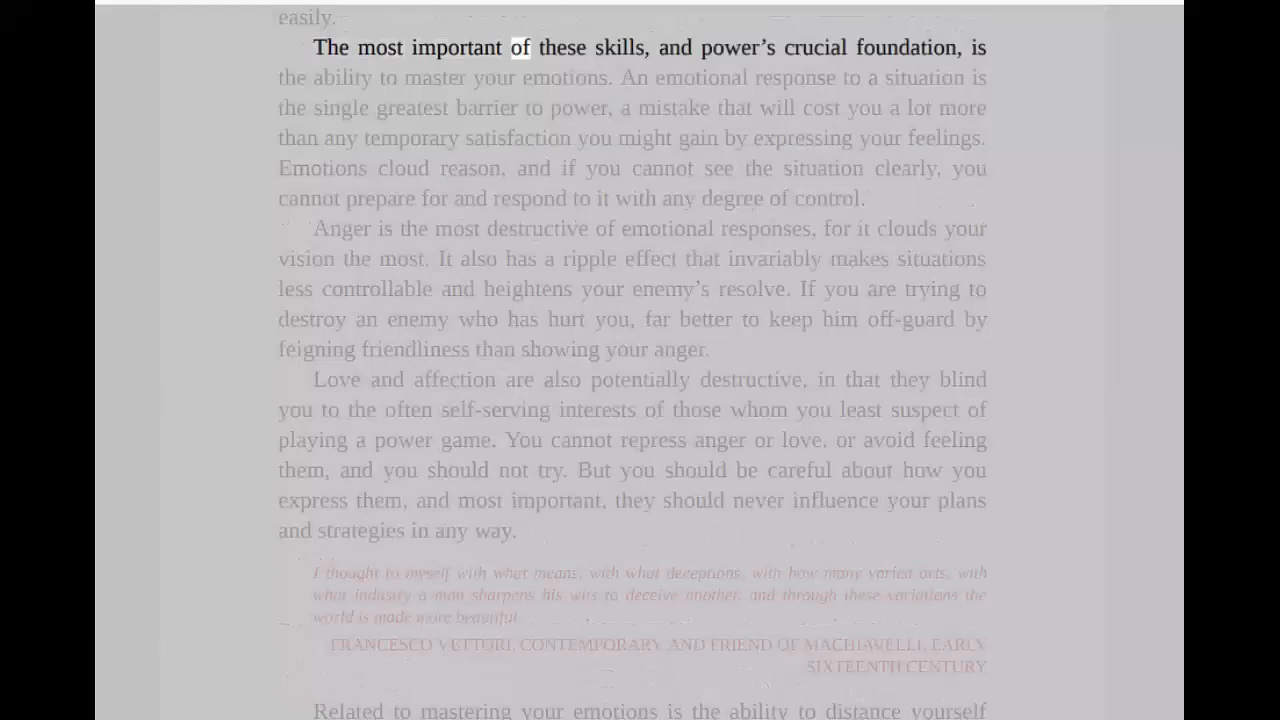 easily.
The most important of these skills, and power’s crucial foundation, is
the ability to master your emotions. An emotional response to a situation is
the single greatest barrier to power, a mistake that will cost you a lot more
than any temporary satisfaction you might gain by expressing your feelings.
Emotions cloud reason, and if you cannot see the situation clearly, you
cannot prepare for and respond to it with any degree of control.
Anger is the most destructive of emotional responses, for it clouds your
vision the most. It also has a ripple effect that invariably makes situations
less controllable and heightens your enemy’s resolve. If you are trying to
destroy an enemy who has hurt you, far better to keep him off-guard by
feigning friendliness than showing your anger.
Love and affection are also potentially destructive, in that they blind
you to the often self-serving interests of those whom you least suspect of
playing a power game. You cannot repress anger or love, or avoid feeling
them, and you should not try. But you should be careful about how you
express them, and most important, they should never influence your plans
and strategies in any way.
I thought to myself with what means, with what deceptions, with how many varied arts, with
what industry a man sharpens his wits to deceive another, and through these variations the
world is made more beautiful.
FRANCESCO VETTORI, CONTEMPORARY AND FRIEND OF MACHIAVELLI, EARLY
SIXTEENTH CENTURY
Related to mastering your emotions is the ability to distance yourself